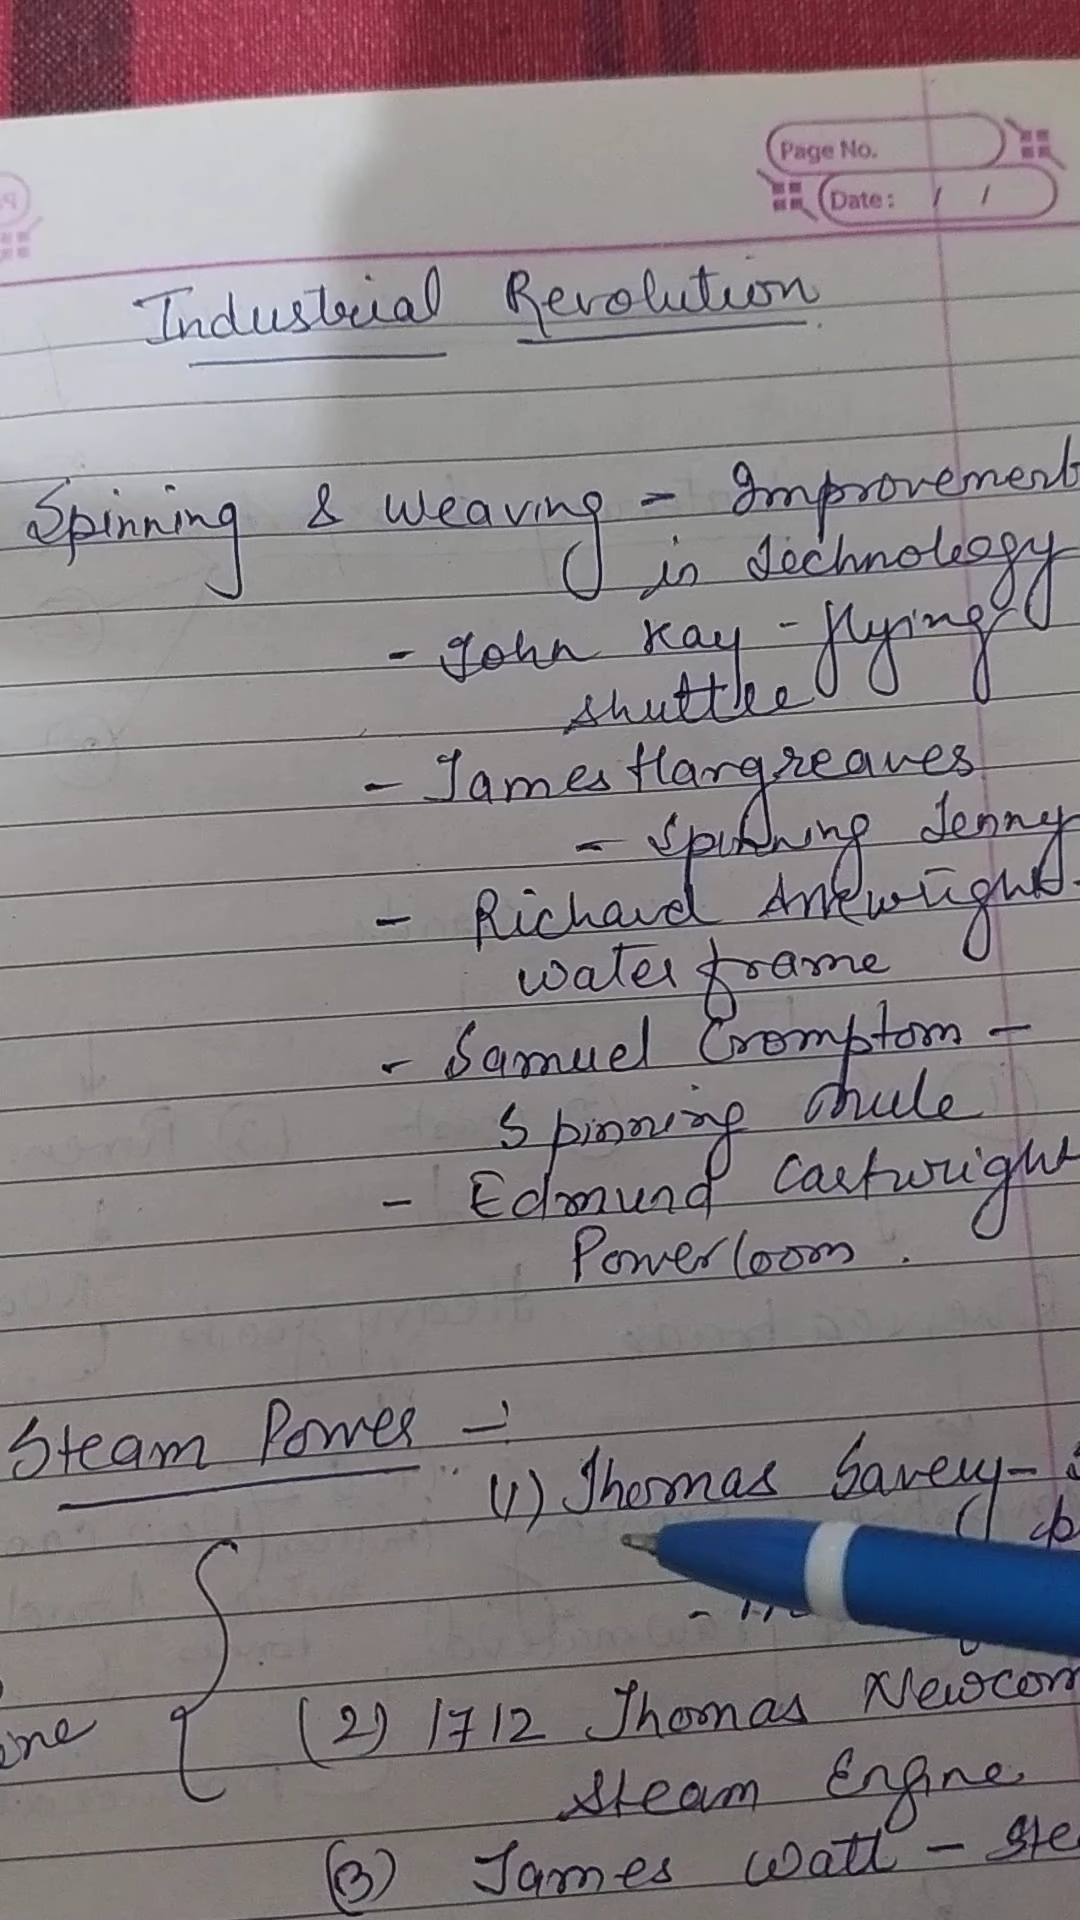 Page No.
Date: / /
Industrial Revolution
Spinning & Weaving - Improvement
in Technology
- John Kay - flying
shuttle
- James Hargreaves
- Spinning Jenny
- Richard Arkwright -
water frame
- Samuel Crompton -
Spinning mule
- Edmund Cartwright
Powerloom .
Steam Power -:
(1) Thomas Savery -
(2) 1712 Thomas Newcom
Steam Engine.
(3) James Watt - Ste